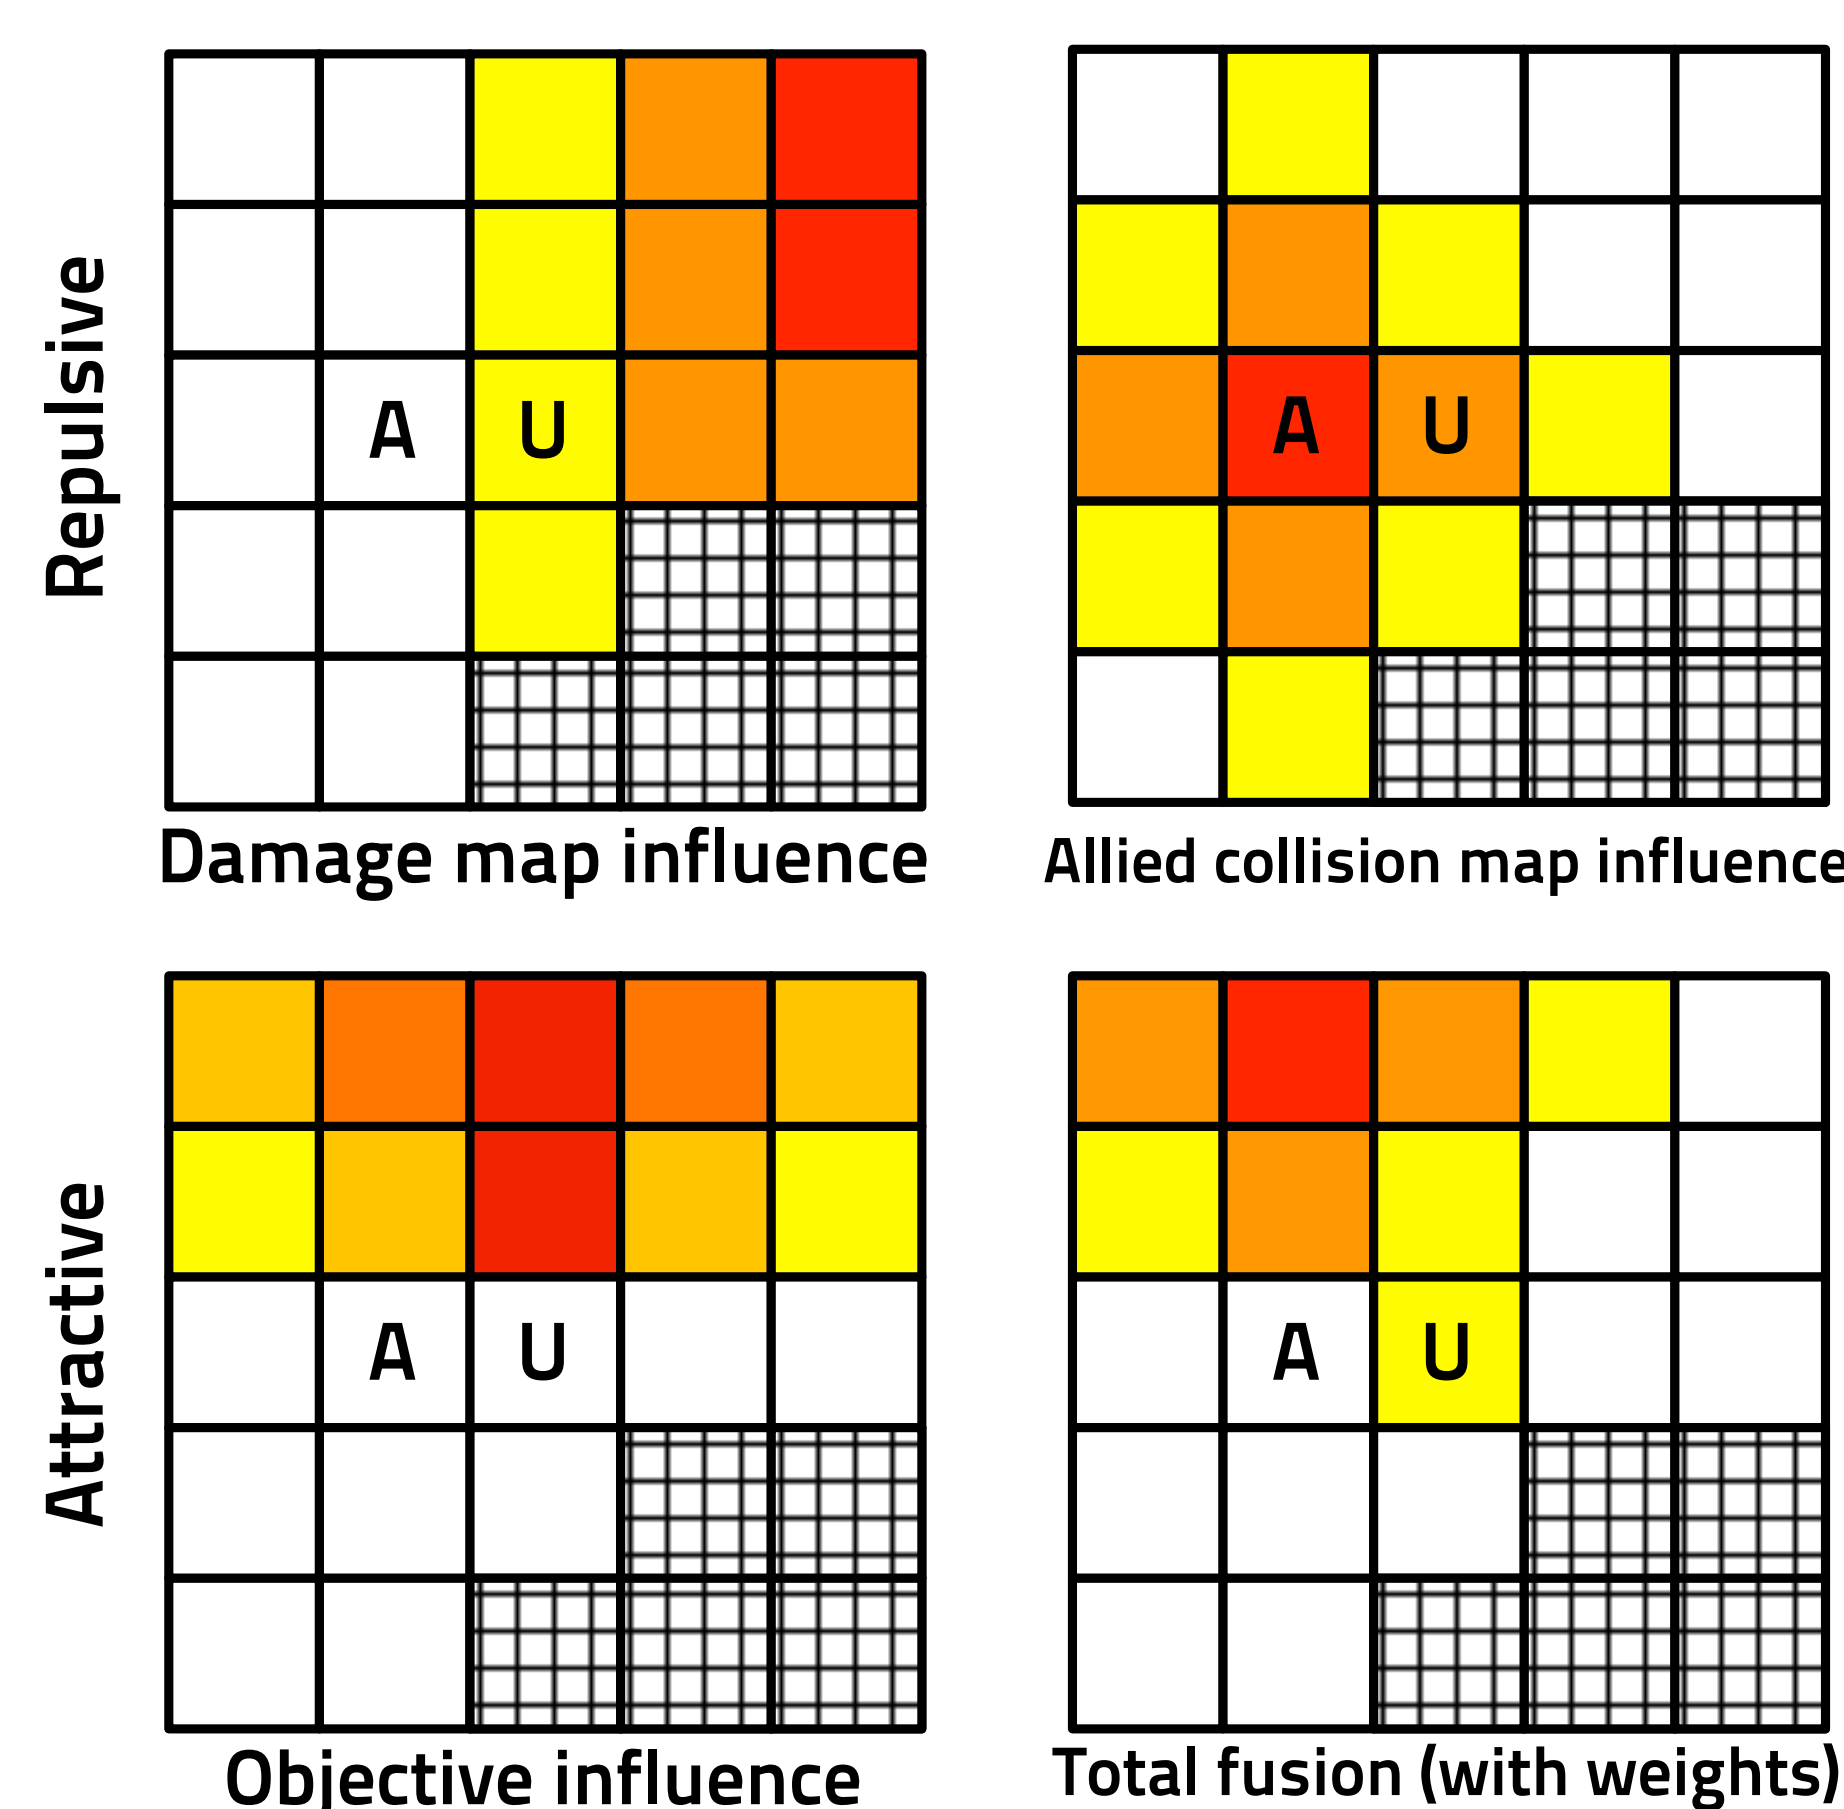 Repulsive
A U
A U
Damage map influence
Allied collision map influence
Attractive
A U
A U
Objective influence
Total fusion (with weights)